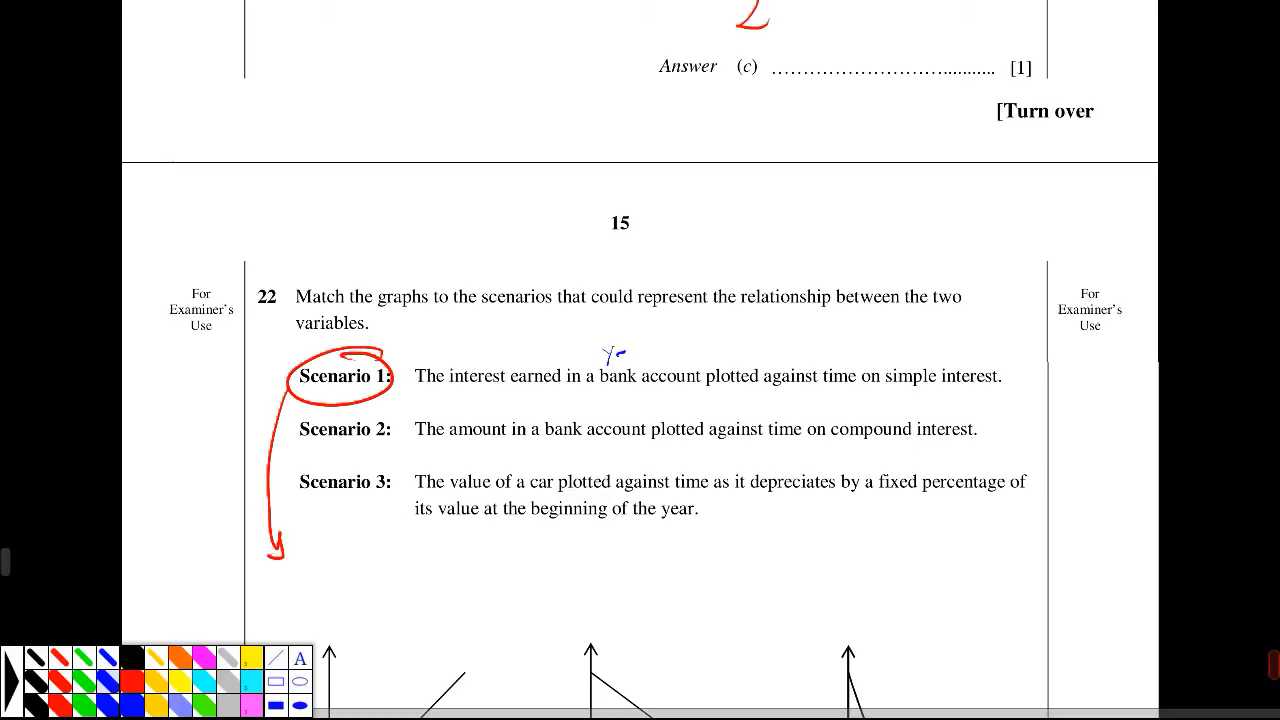 2
Answer (c) ........................................ [1]
[Turn over
15
For
Examiner's
Use
22 Match the graphs to the scenarios that could represent the relationship between the two
variables.
For
Examiner's
Use
Scenario 1: The interest earned in a bank account plotted against time on simple interest.
Scenario 2: The amount in a bank account plotted against time on compound interest.
Scenario 3: The value of a car plotted against time as it depreciates by a fixed percentage of
its value at the beginning of the year.
A